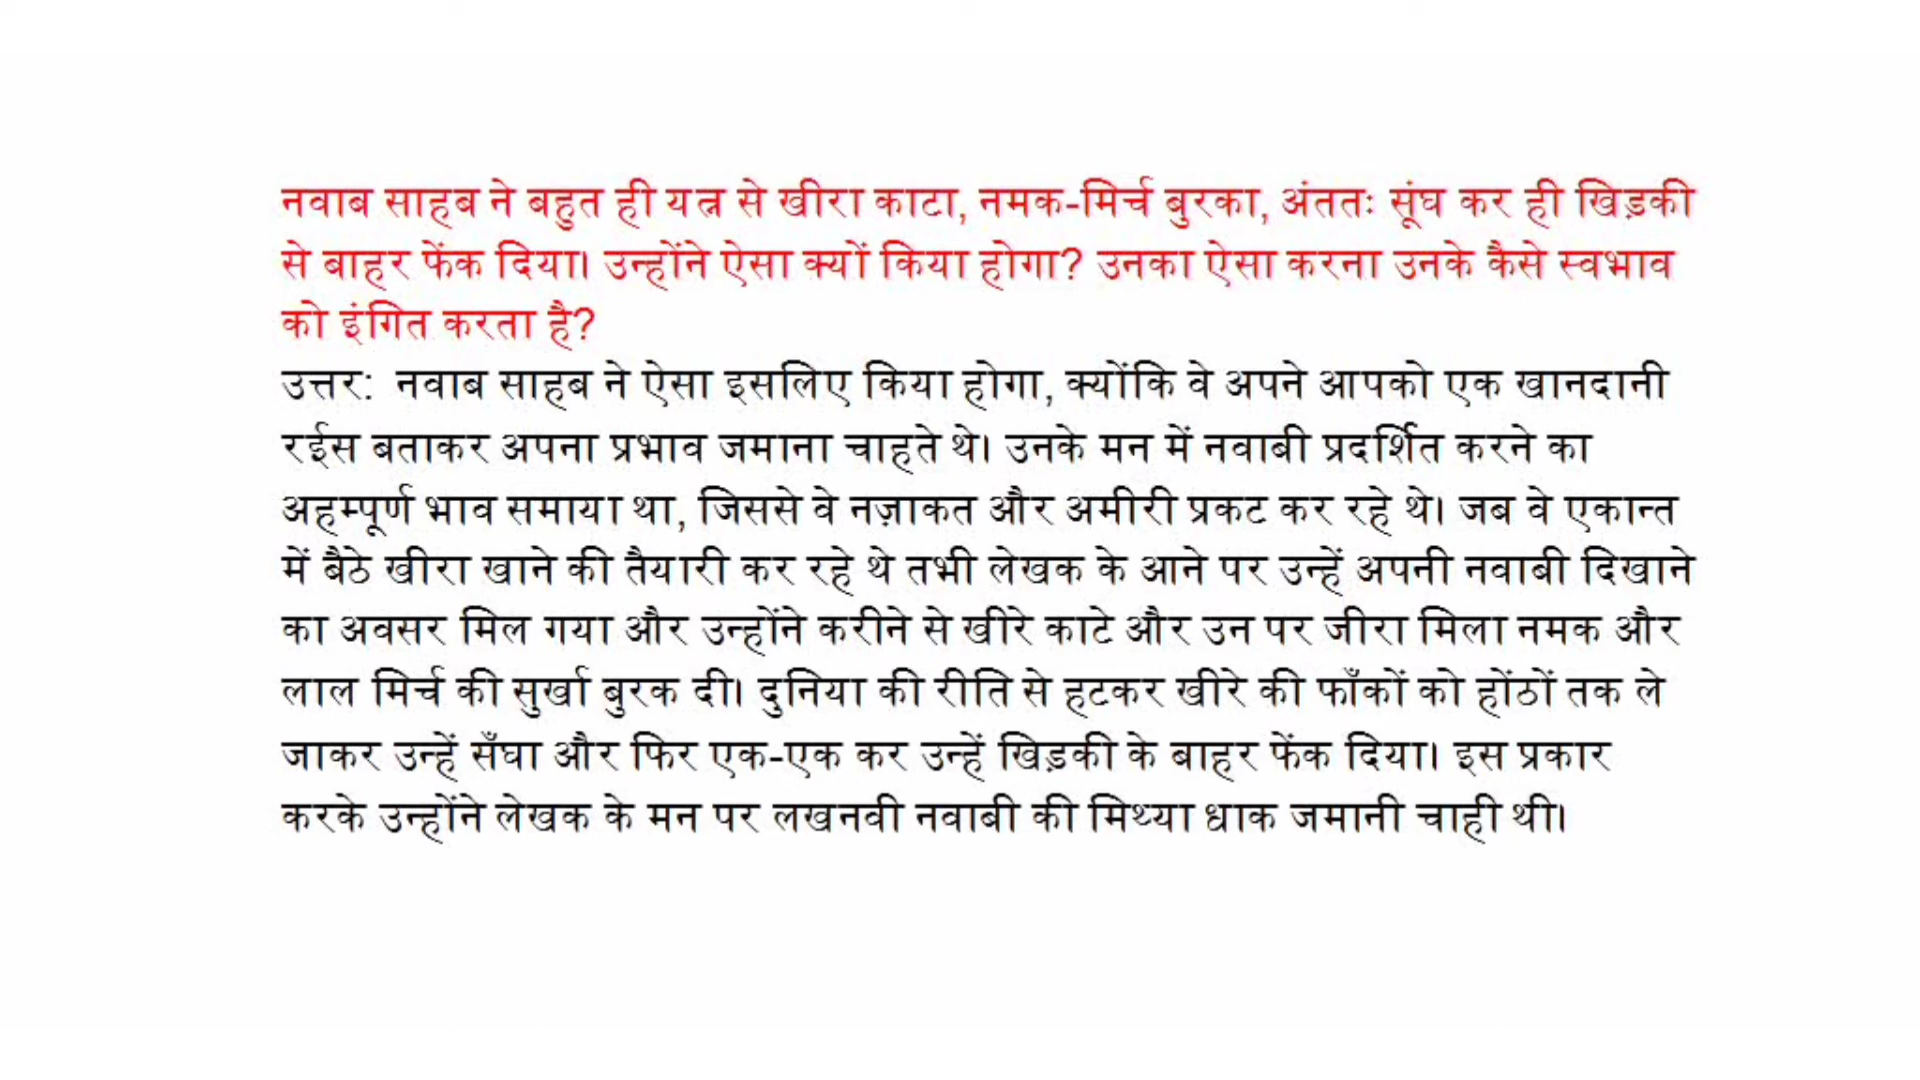 नवाब साहब ने बहुत ही यत्न से खीरा काटा, नमक-मिर्च बुरका, अंततः सूंघ कर ही खिड़की
से बाहर फेंक दिया। उन्होंने ऐसा क्यों किया होगा? उनका ऐसा करना उनके कैसे स्वभाव
को इंगित करता है?
उत्तर: नवाब साहब ने ऐसा इसलिए किया होगा, क्योंकि वे अपने आपको एक खानदानी
रईस बताकर अपना प्रभाव जमाना चाहते थे। उनके मन में नवाबी प्रदर्शित करने का
अहम्पूर्ण भाव समाया था, जिससे वे नज़ाकत और अमीरी प्रकट कर रहे थे। जब वे एकान्त
में बैठे खीरा खाने की तैयारी कर रहे थे तभी लेखक के आने पर उन्हें अपनी नवाबी दिखाने
का अवसर मिल गया और उन्होंने करीने से खीरे काटे और उन पर जीरा मिला नमक और
लाल मिर्च की सुर्खा बुरक दी। दुनिया की रीति से हटकर खीरे की फाँकों को होंठों तक ले
जाकर उन्हें सँघा और फिर एक-एक कर उन्हें खिड़की के बाहर फेंक दिया। इस प्रकार
करके उन्होंने लेखक के मन पर लखनवी नवाबी की मिथ्या धाक जमानी चाही थी।